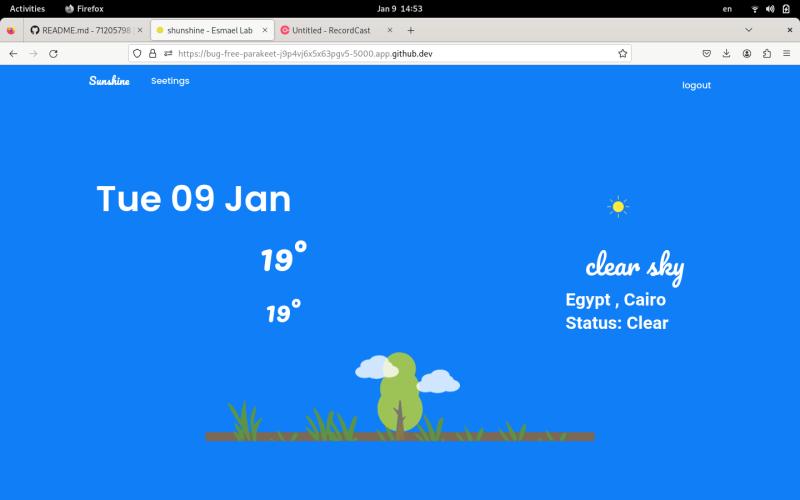 Activities
Firefox
Jan 9 14:53
en
README.md - 71205798
shunshine - Esmael Lab
Untitled - RecordCast
https://bug-free-parakeet-j9p4vj6x5x63pgv5-5000.app.github.dev
Sunshine
Seetings
logout
Tue 09 Jan
19°
19°
clear sky
Egypt , Cairo
Status: Clear